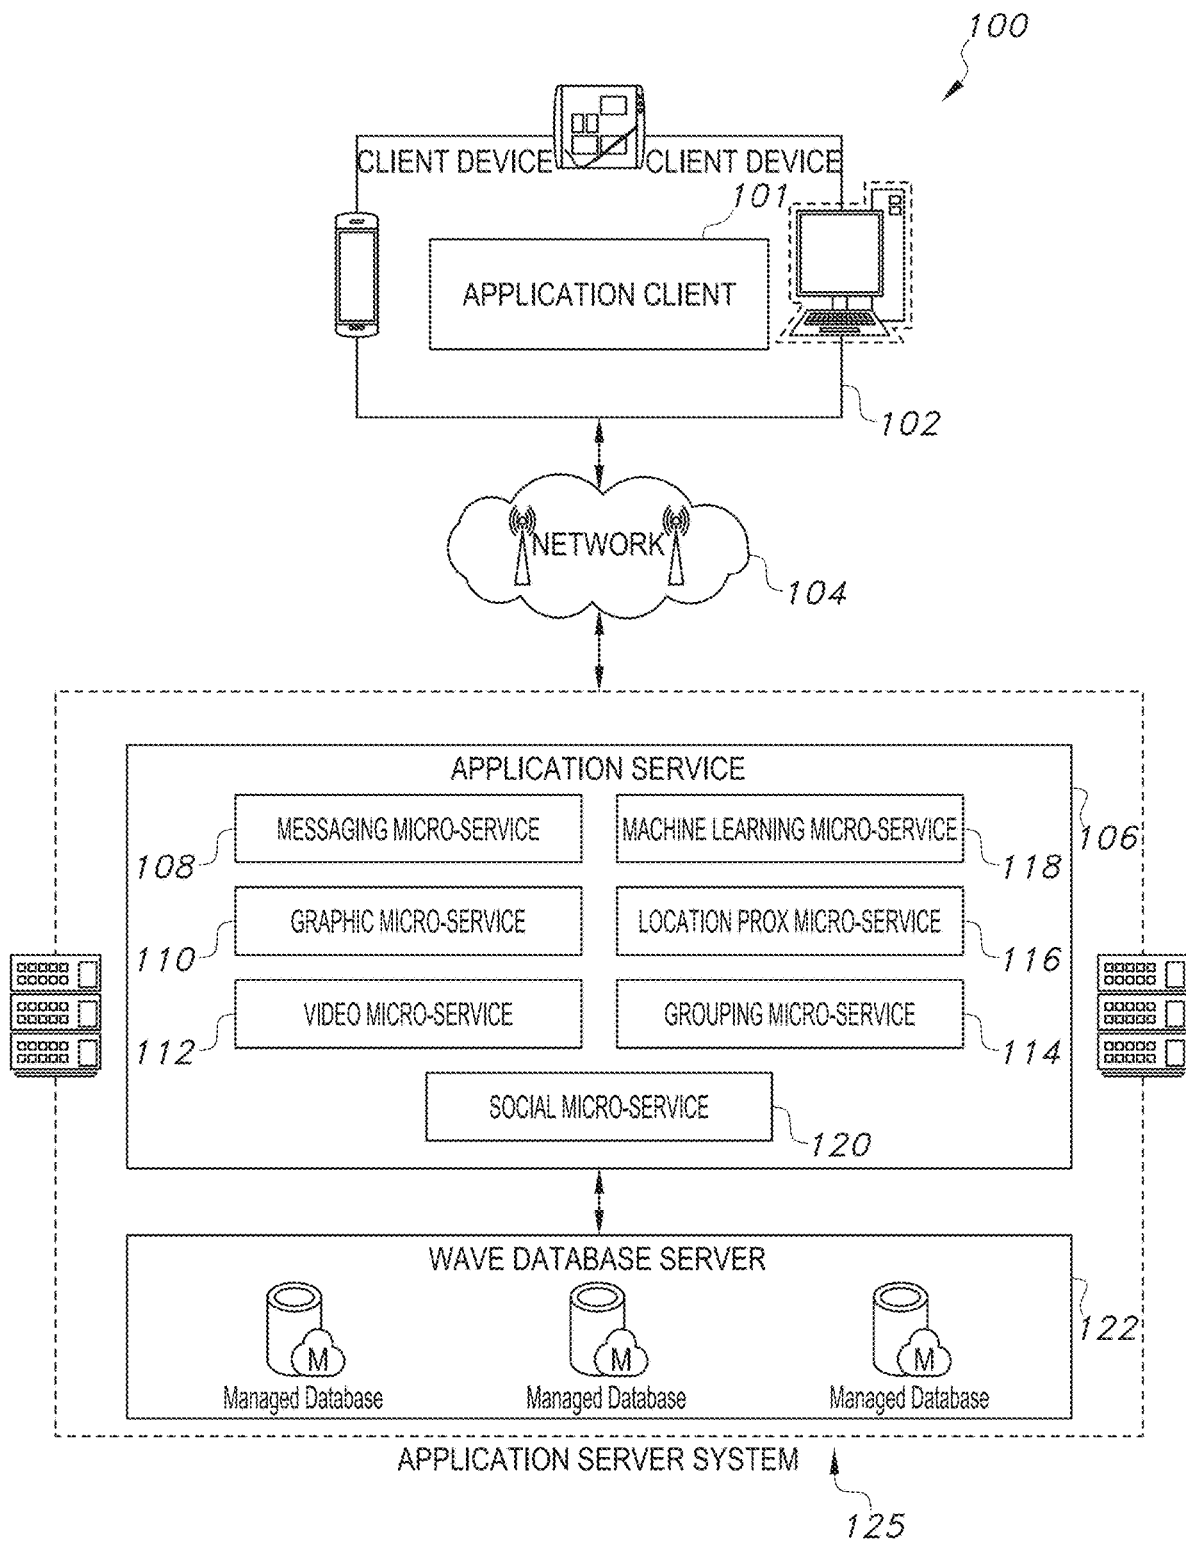 100
CLIENT DEVICE CLIENT DEVICE
101
APPLICATION CLIENT
102
NETWORK
104
APPLICATION SERVICE
MESSAGING MICRO-SERVICE
MACHINE LEARNING MICRO-SERVICE
106
108
118
GRAPHIC MICRO-SERVICE
LOCATION PROX MICRO-SERVICE
110
116
VIDEO MICRO-SERVICE
GROUPING MICRO-SERVICE
112
114
SOCIAL MICRO-SERVICE
120
WAVE DATABASE SERVER
122
M
M
M
Managed Database
Managed Database
Managed Database
APPLICATION SERVER SYSTEM
125